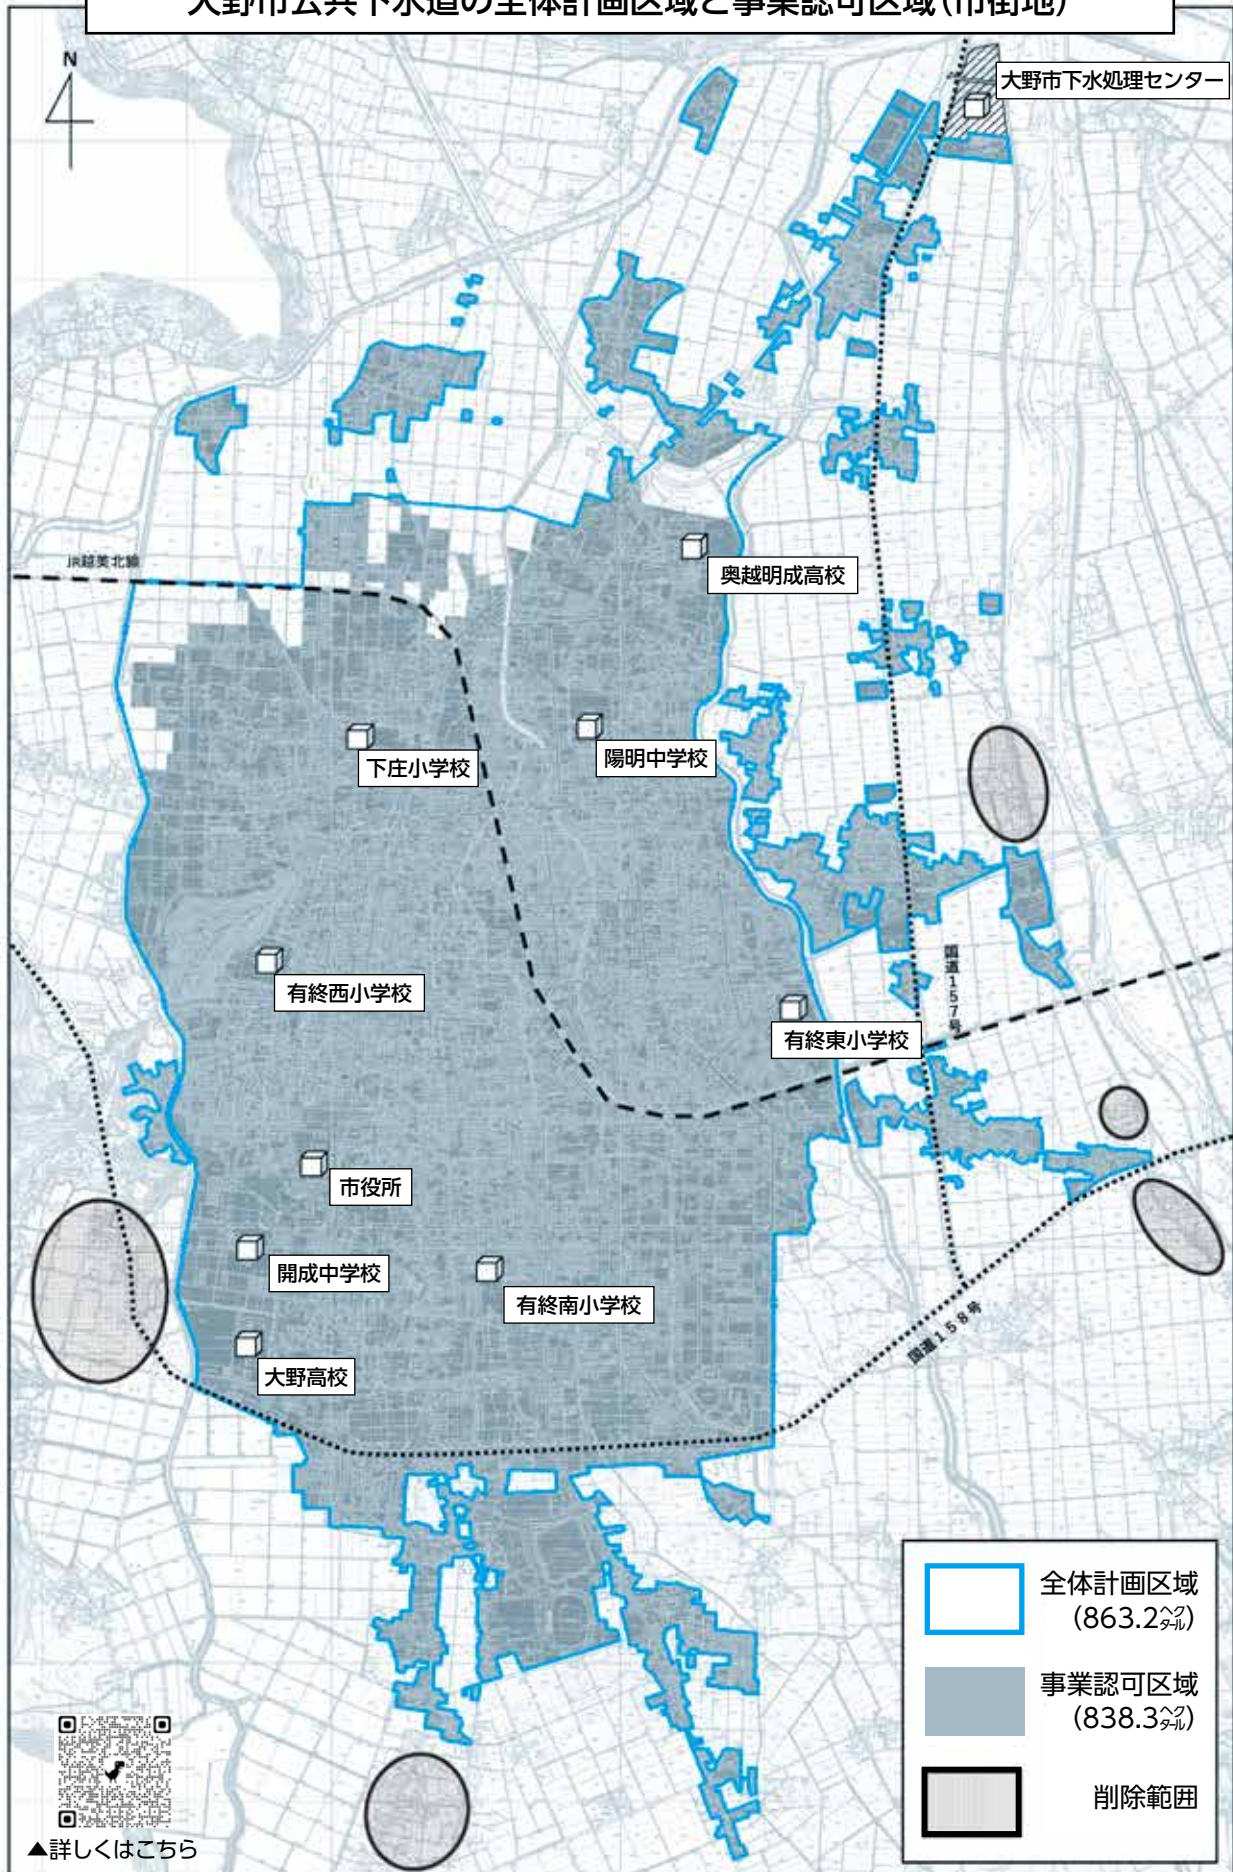 大野市公共下水道の全体計画区域と事業認可区域(市街地)
N
大野市下水処理センター
JR越美北線
奥越明成高校
下庄小学校
陽明中学校
有終西小学校
国道157号
有終東小学校
市役所
開成中学校
有終南小学校
大野高校
国道158号
全体計画区域
(863.2㌶)
事業認可区域
(838.3㌶)
削除範囲
▲詳しくはこちら